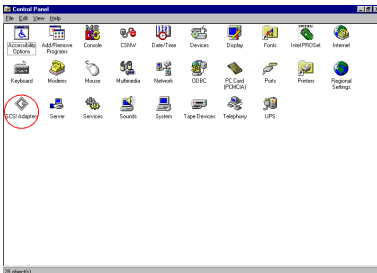 Control Panel
File Edit View Help
Accessibility Options
Add/Remove Programs
Console
CSNW
Date/Time
Devices
Display
Fonts
Intel PROSet
Internet
Keyboard
Modems
Mouse
Multimedia
Network
ODBC
PC Card (PCMCIA)
Ports
Printers
Regional Settings
SCSI Adapters
Server
Services
Sounds
System
Tape Devices
Telephony
UPS
28 object(s)